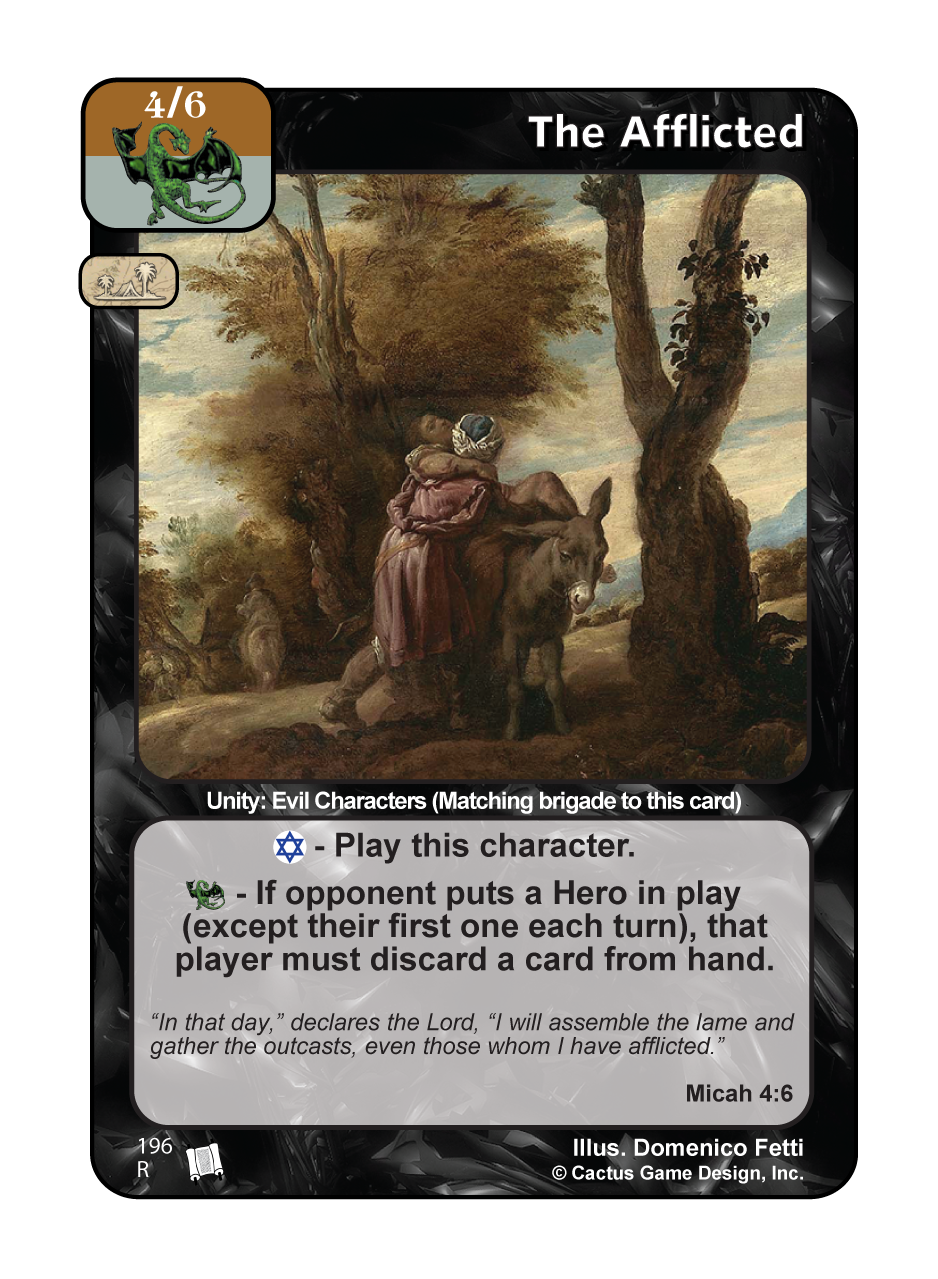 4/6
The Afflicted
Unity: Evil Characters (Matching brigade to this card)
- Play this character.
- If opponent puts a Hero in play
(except their first one each turn), that
player must discard a card from hand.
“In that day,” declares the Lord, “I will assemble the lame and
gather the outcasts, even those whom I have afflicted.”
Micah 4:6
196
R
Illus. Domenico Fetti
© Cactus Game Design, Inc.